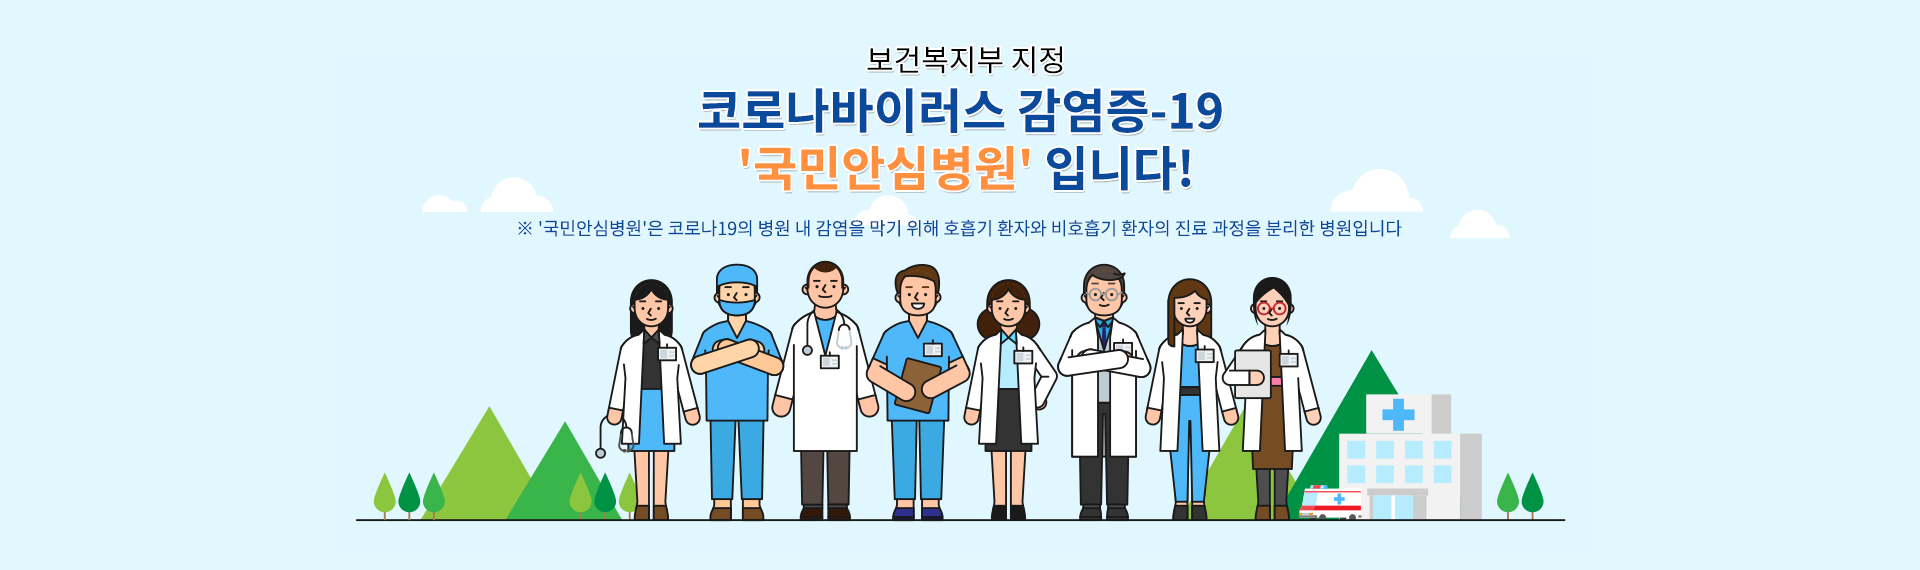 보건복지부 지정
코로나바이러스 감염증-19
'국민안심병원' 입니다!
※ '국민안심병원'은 코로나19의 병원 내 감염을 막기 위해 호흡기 환자와 비호흡기 환자의 진료 과정을 분리한 병원입니다